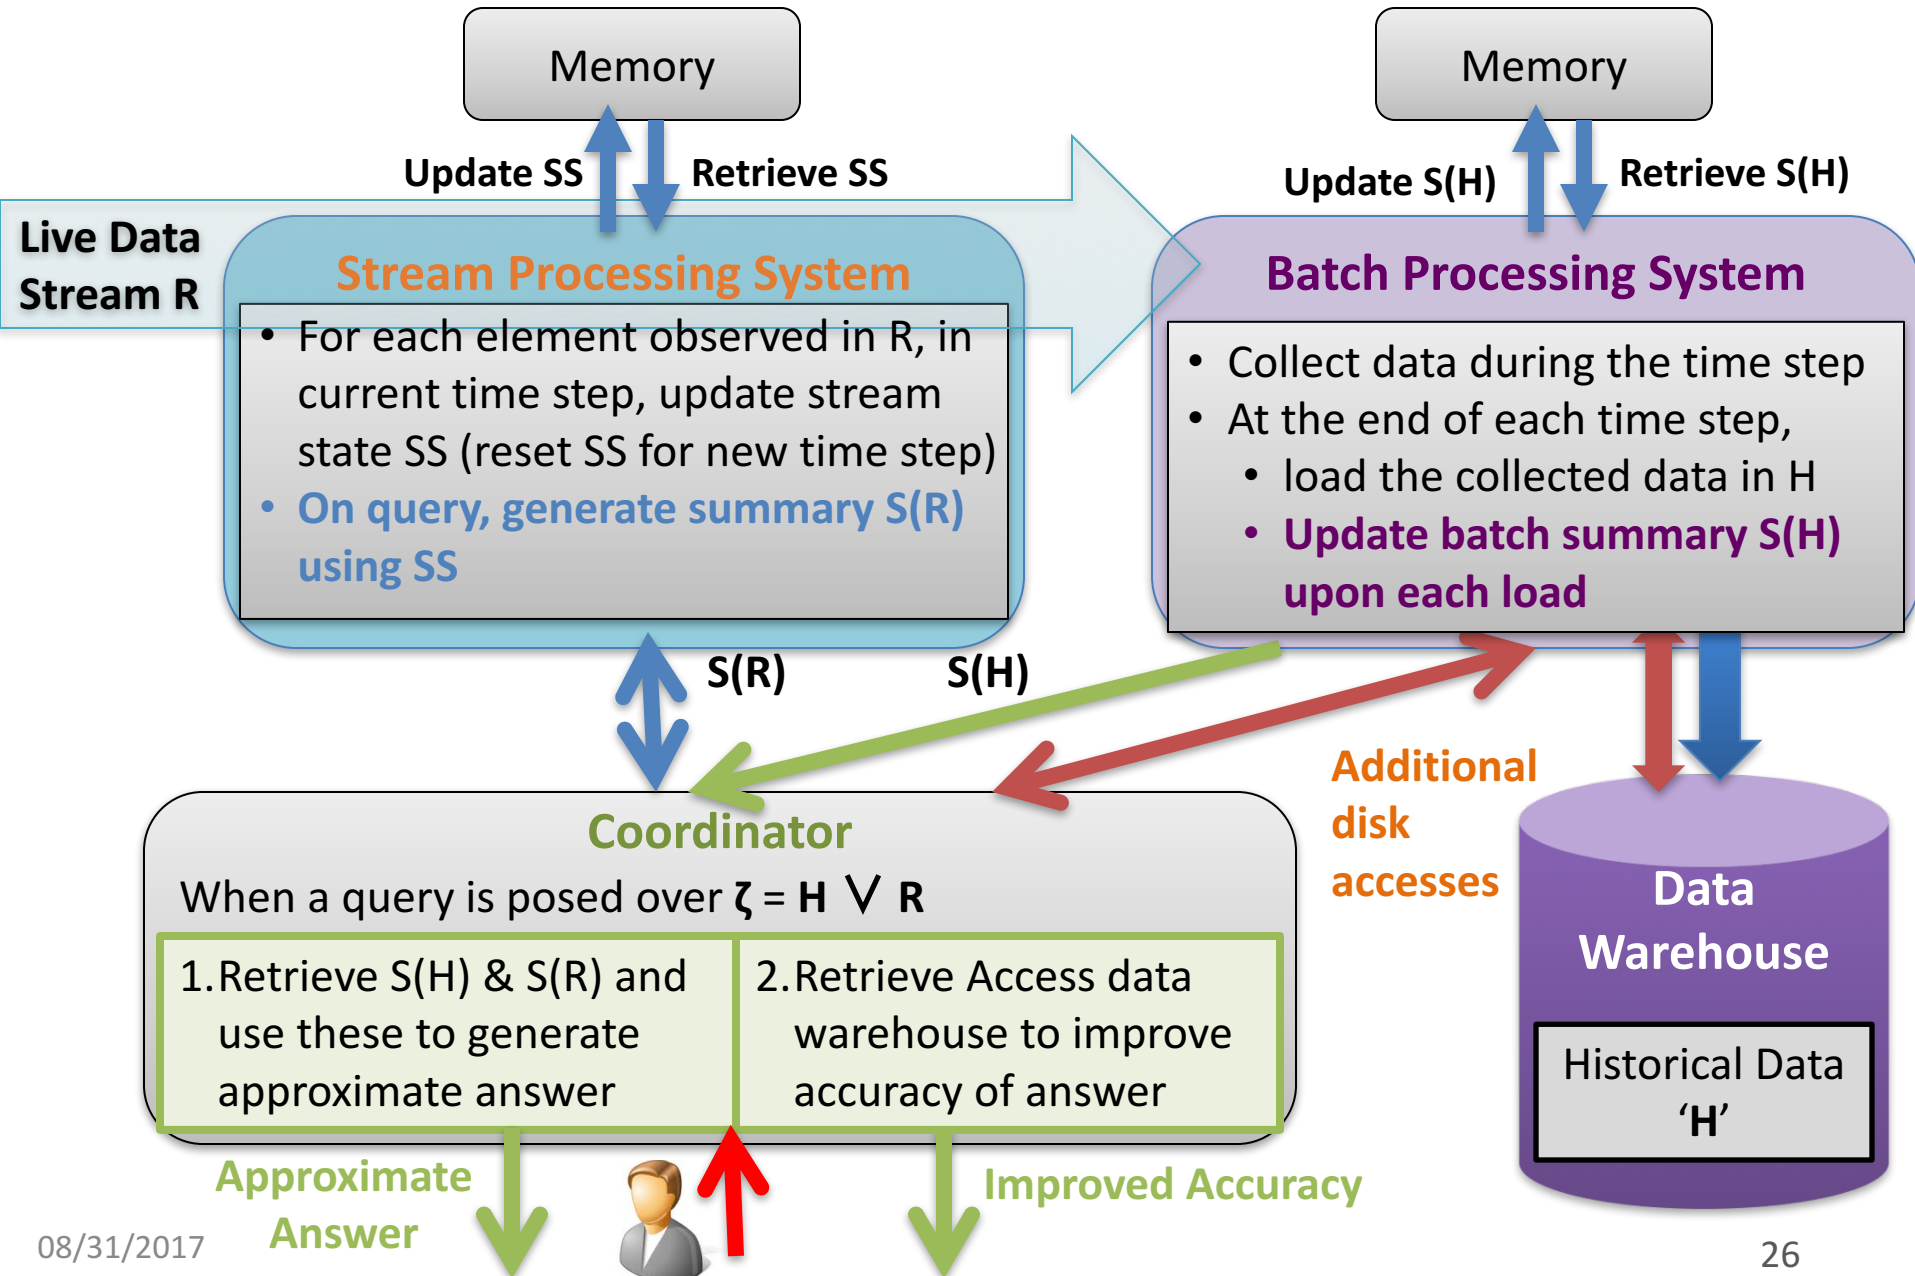 Memory
Memory
Update SS
Retrieve SS
Update S(H)
Retrieve S(H)
Live Data
Stream R
Stream Processing System
• For each element observed in R, in
current time step, update stream
state SS (reset SS for new time step)
• On query, generate summary S(R)
using SS
Batch Processing System
• Collect data during the time step
• At the end of each time step,
• load the collected data in H
• Update batch summary S(H)
upon each load
S(R)
S(H)
Additional
disk
accesses
Coordinator
When a query is posed over ζ = H ∨ R
1.Retrieve S(H) & S(R) and
use these to generate
approximate answer
2.Retrieve Access data
warehouse to improve
accuracy of answer
Data
Warehouse
Historical Data
‘H’
Approximate
Answer
Improved Accuracy
08/31/2017
26